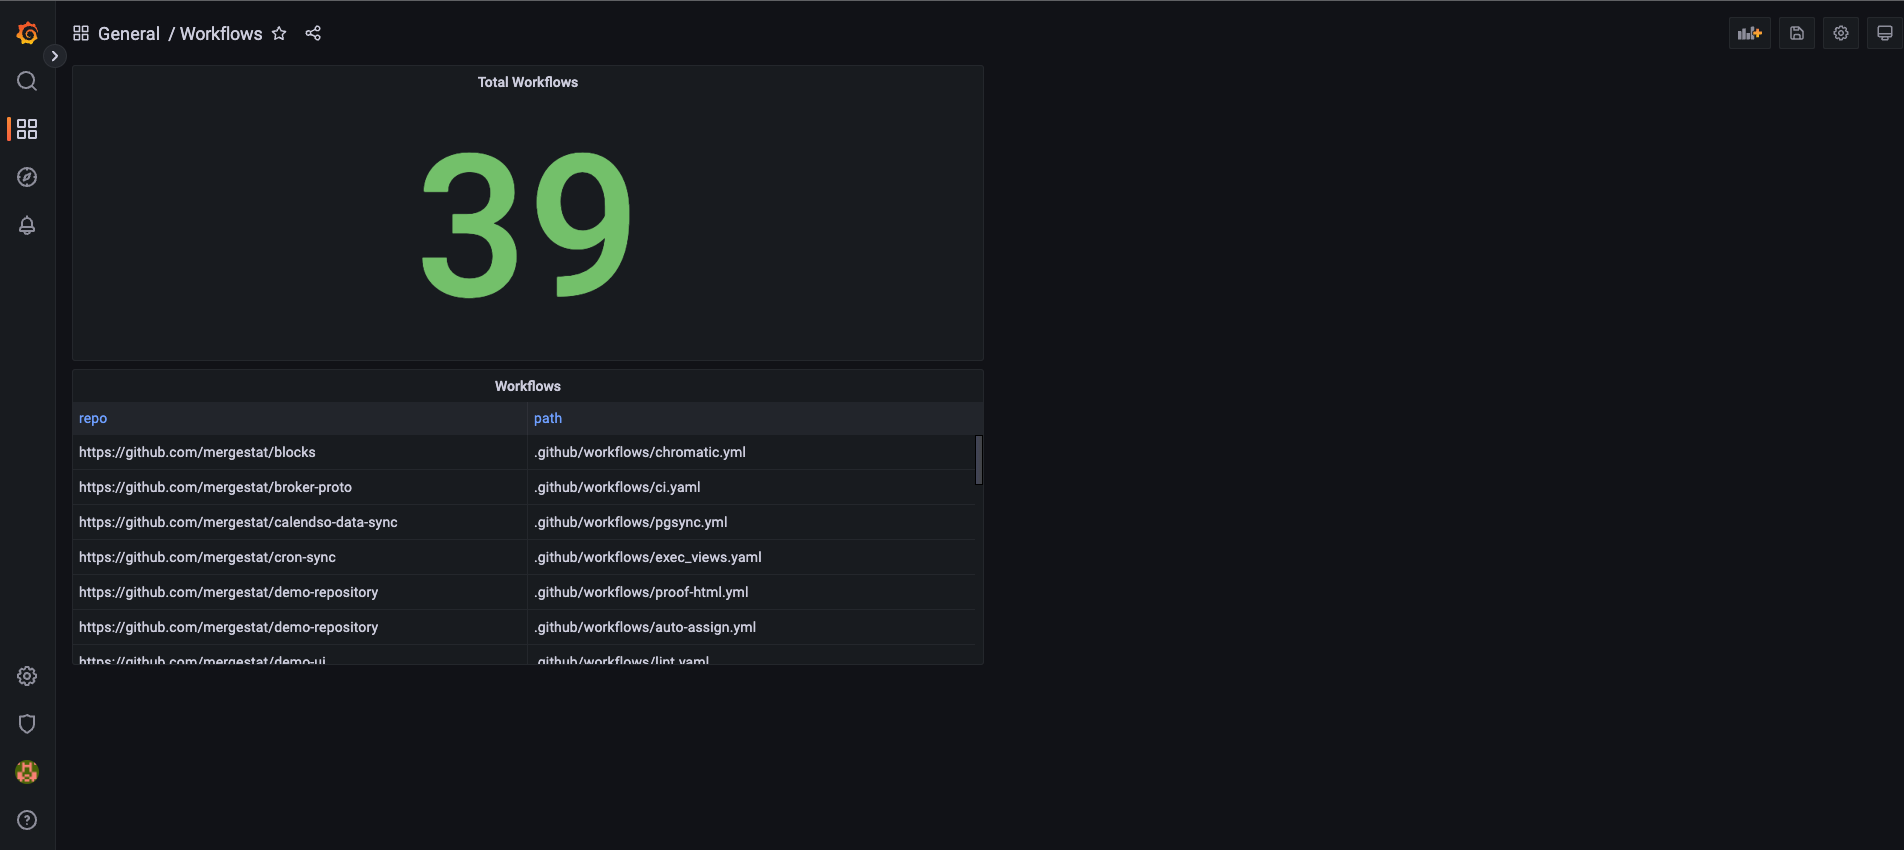 General / Workflows
Total Workflows
39
Workflows
repo path
https://github.com/mergestat/blocks .github/workflows/chromatic.yml
https://github.com/mergestat/broker-proto .github/workflows/ci.yaml
https://github.com/mergestat/calendso-data-sync .github/workflows/pgsync.yml
https://github.com/mergestat/cron-sync .github/workflows/exec_views.yaml
https://github.com/mergestat/demo-repository .github/workflows/proof-html.yml
https://github.com/mergestat/demo-repository .github/workflows/auto-assign.yml
https://github.com/mergestat/demo-ui .github/workflows/lint.yaml